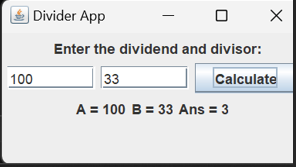 Divider App
Enter the dividend and divisor:
100 33 Calculate
A = 100 B = 33 Ans = 3